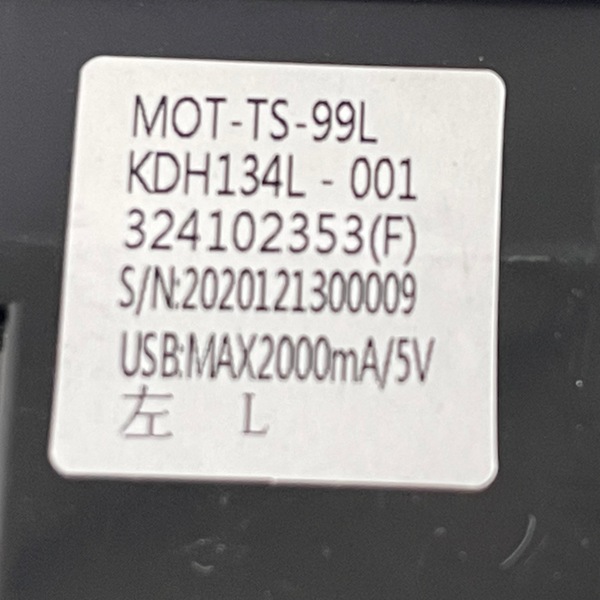 MOT-TS-99L
KDH134L - 001
324102353(F)
S/N:2020121300009
USB:MAX2000mA/5V
左 L